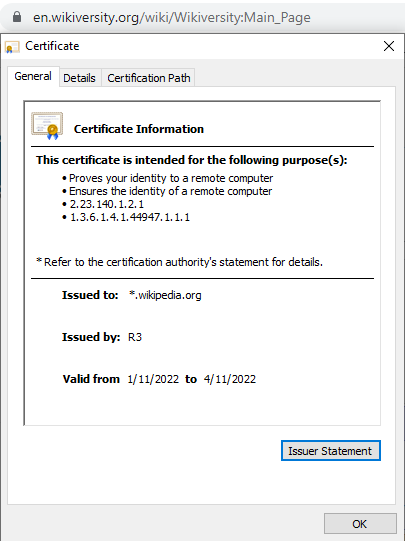 en.wikiversity.org/wiki/Wikiversity:Main_Page
Certificate
General Details Certification Path
Certificate Information
This certificate is intended for the following purpose(s):
• Proves your identity to a remote computer
• Ensures the identity of a remote computer
• 2.23.140.1.2.1
• 1.3.6.1.4.1.44947.1.1.1
* Refer to the certification authority's statement for details.
Issued to: *.wikipedia.org
Issued by: R3
Valid from 1/11/2022 to 4/11/2022
Issuer Statement
OK